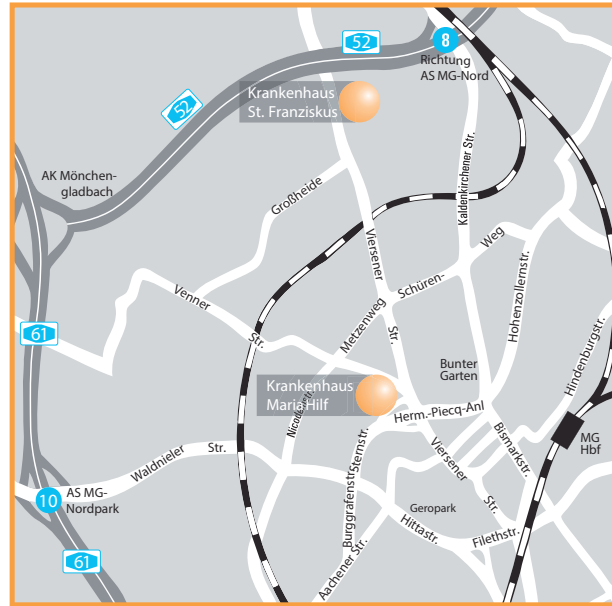 52
8
Richtung
AS MG-Nord
Krankenhaus
St. Franziskus
52
AK Mönchen-
gladbach
Großheide
Kaldenkirchener Str.
Viersener
Str.
Schüren-
Weg
Hohenzollernstr.
Venner
Str.
Metzenweg
61
Hindenburgstr.
Bunter
Garten
Krankenhaus
Maria Hilf
Herm.-Piecq-Anl
Bismarkstr.
MG
Hbf
Viersener
Str.
Sternstr.
Burggrafenstr.
Waldnieler
Str.
10
AS MG-
Nordpark
Geropark
Hittastr.
Filethstr.
Aachener Str.
61